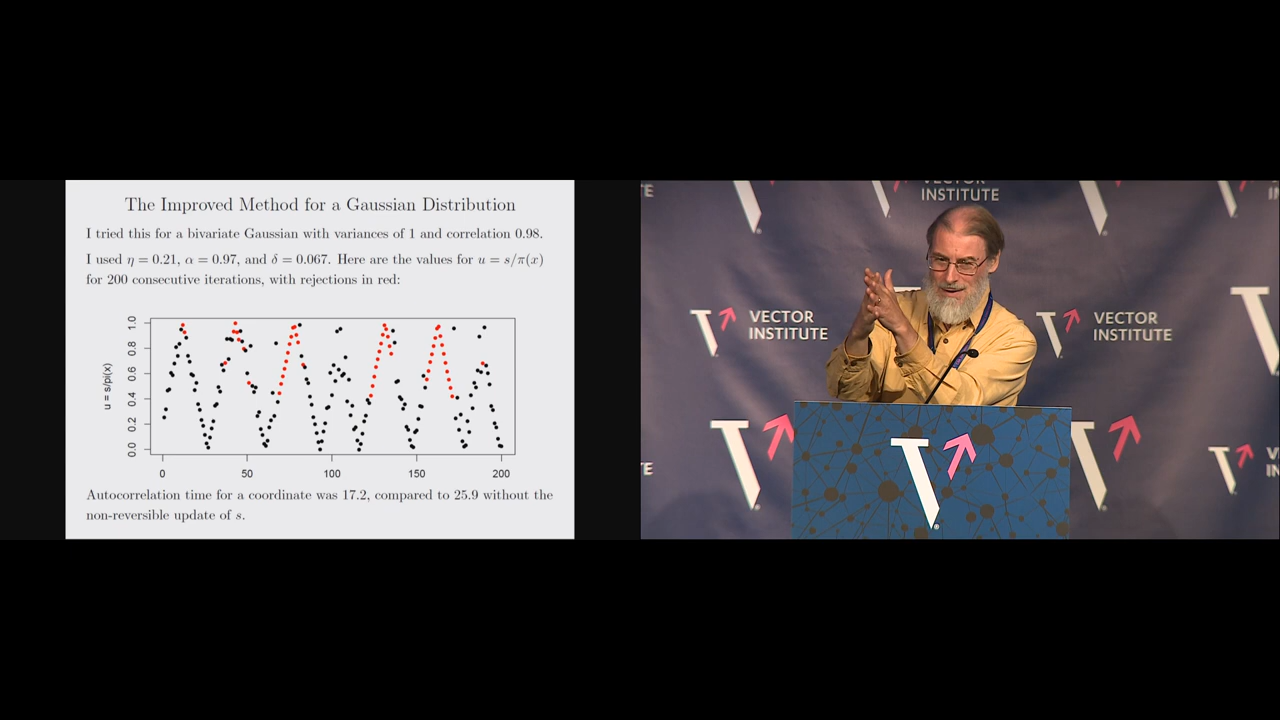 The Improved Method for a Gaussian Distribution
I tried this for a bivariate Gaussian with variances of 1 and correlation 0.98.
I used η = 0.21, α = 0.97, and δ = 0.067. Here are the values for u = s/π(x)
for 200 consecutive iterations, with rejections in red:
u = s/pi(x)
1.0
0.8
0.6
0.4
0.2
0.0
0
50
100
150
200
Autocorrelation time for a coordinate was 17.2, compared to 25.9 without the
non-reversible update of s.
VECTOR
INSTITUTE
VECTOR
INSTITUTE
VECTOR
INSTITUTE
VECTOR
INSTITUTE